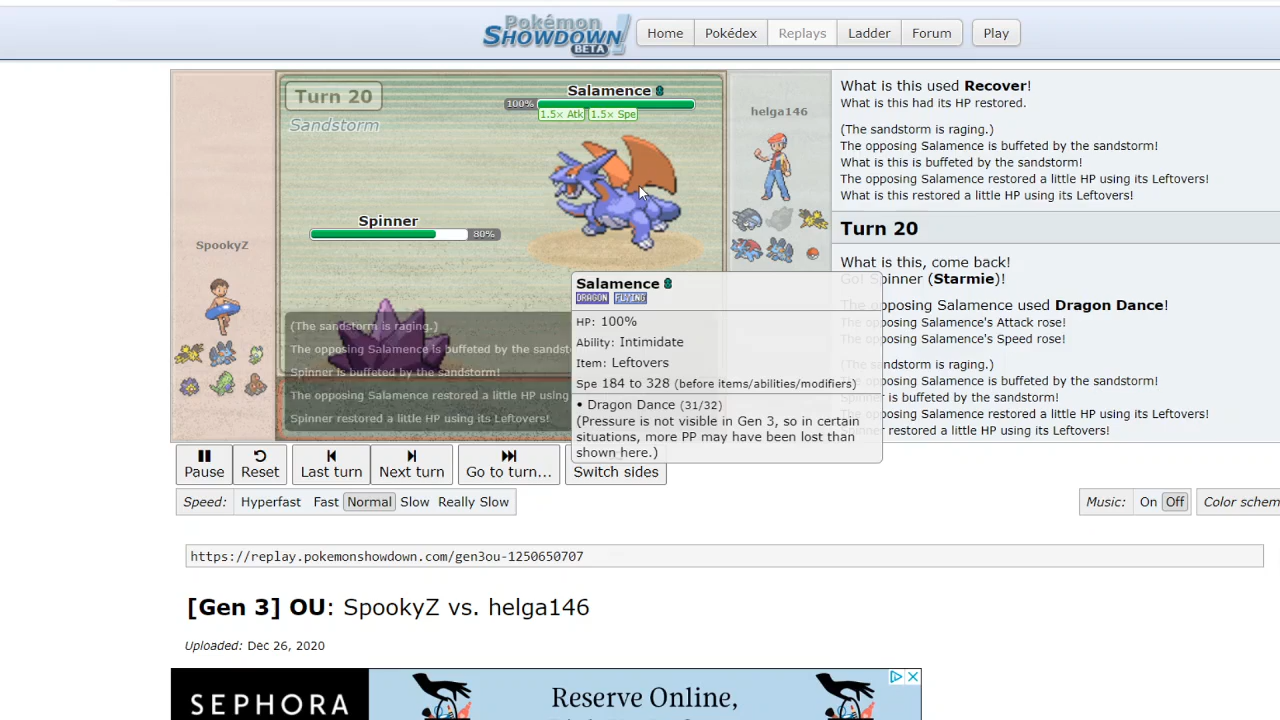 Pokémon
SHOWDOWN!
BETA
Home
Pokédex
Replays
Ladder
Forum
Play
Turn 20
Sandstorm
Salamence
100%
1.5× Atk
1.5× Spe
Spinner
80%
SpookyZ
helga146
(The sandstorm is raging.)
The opposing Salamence is buffeted by the sandst
Spinner is buffeted by the sandstorm!
The opposing Salamence restored a little HP using
Spinner restored a little HP using its Leftovers!
Salamence
DRAGON FLYING
HP: 100%
Ability: Intimidate
Item: Leftovers
Spe 184 to 328 (before items/abilities/modifiers)
• Dragon Dance (31/32)
(Pressure is not visible in Gen 3, so in certain
situations, more PP may have been lost than
shown here.)
What is this used Recover!
What is this had its HP restored.
(The sandstorm is raging.)
The opposing Salamence is buffeted by the sandstorm!
What is this is buffeted by the sandstorm!
The opposing Salamence restored a little HP using its Leftovers!
What is this restored a little HP using its Leftovers!
Turn 20
What is this, come back!
Go! Spinner (Starmie)!
The opposing Salamence used Dragon Dance!
The opposing Salamence's Attack rose!
The opposing Salamence's Speed rose!
(The sandstorm is raging.)
The opposing Salamence is buffeted by the sandstorm!
Spinner is buffeted by the sandstorm!
The opposing Salamence restored a little HP using its Leftovers!
restored a little HP using its Leftovers!
Pause
Reset
Last turn
Next turn
Go to turn...
Switch sides
Speed:
Hyperfast
Fast
Normal
Slow
Really Slow
Music:
On
Off
Color schem
https://replay.pokemonshowdown.com/gen3ou-1250650707
[Gen 3] OU: SpookyZ vs. helga146
Uploaded: Dec 26, 2020
SEPHORA
Reserve Online,